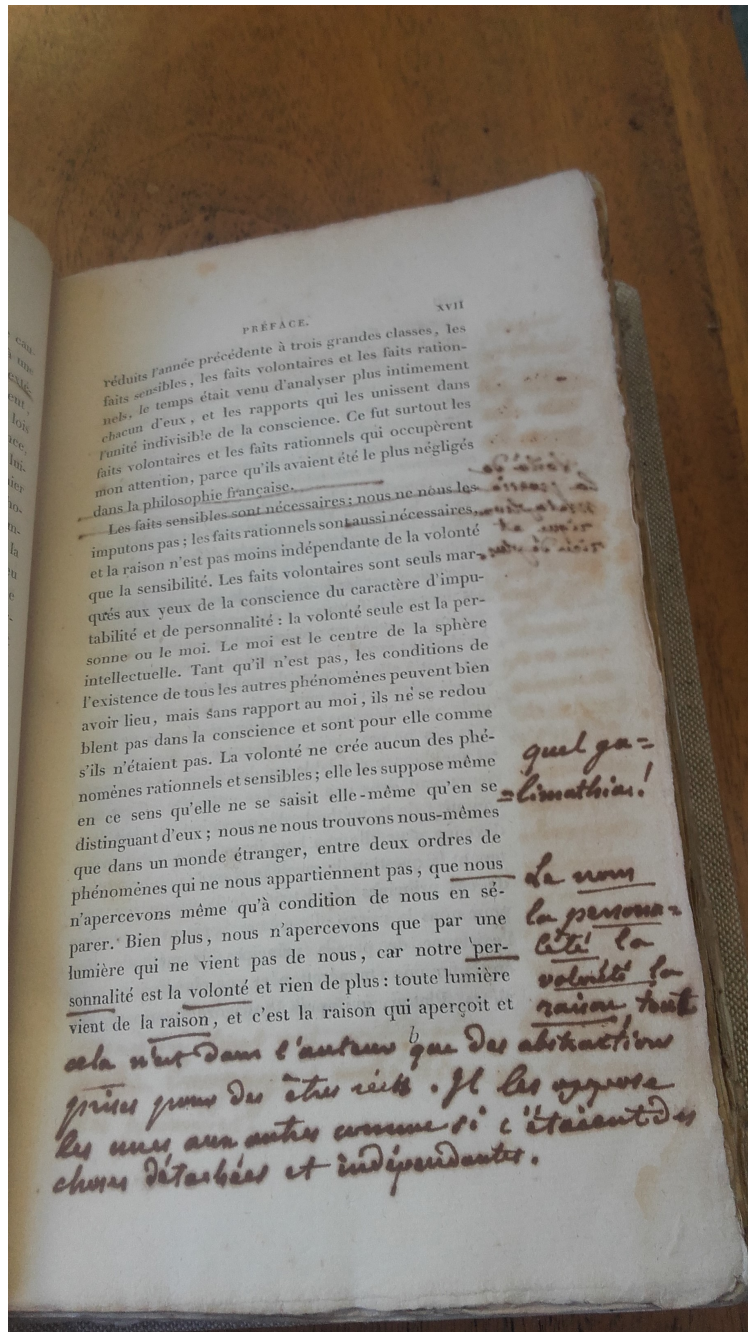 PRÉFACE. XVII
réduits l'année précédente à trois grandes classes, les
faits sensibles, les faits volontaires et les faits ration-
nels, le temps était venu d'analyser plus intimement
chacun d'eux, et les rapports qui les unissent dans
l'unité indivisible de la conscience. Ce fut surtout les
faits volontaires et les faits rationnels qui occupèrent
mon attention, parce qu'ils avaient été le plus négligés
dans la philosophie française.
Les faits sensibles sont nécessaires; nous ne nous les
imputons pas; les faits rationnels sont aussi nécessaires,
et la raison n'est pas moins indépendante de la volonté
que la sensibilité. Les faits volontaires sont seuls mar-
qués aux yeux de la conscience du caractère d'impu-
tabilité et de personnalité : la volonté seule est la per-
sonne ou le moi. Le moi est le centre de la sphère
intellectuelle. Tant qu'il n'est pas, les conditions de
l'existence de tous les autres phénomènes peuvent bien
avoir lieu, mais sans rapport au moi, ils ne se redou
blent pas dans la conscience et sont pour elle comme
s'ils n'étaient pas. La volonté ne crée aucun des phé-
nomènes rationnels et sensibles; elle les suppose même
en ce sens qu'elle ne se saisit elle-même qu'en se
distinguant d'eux; nous ne nous trouvons nous-mêmes
que dans un monde étranger, entre deux ordres de
phénomènes qui ne nous appartiennent pas, que nous
n'apercevons même qu'à condition de nous en sé-
parer. Bien plus, nous n'apercevons que par une
lumière qui ne vient pas de nous, car notre per-
sonnalité est la volonté et rien de plus : toute lumière
vient de la raison, et c'est la raison qui aperçoit et
b
quel ga=
=limathias!
Le nous
la persona=
lité la
volonté la
raison, tout
cela n'est dans l'auteur que des abstractions
prises pour des êtres réels. Il les oppose
les unes aux autres comme si c'étaient des
choses détachées et indépendantes.